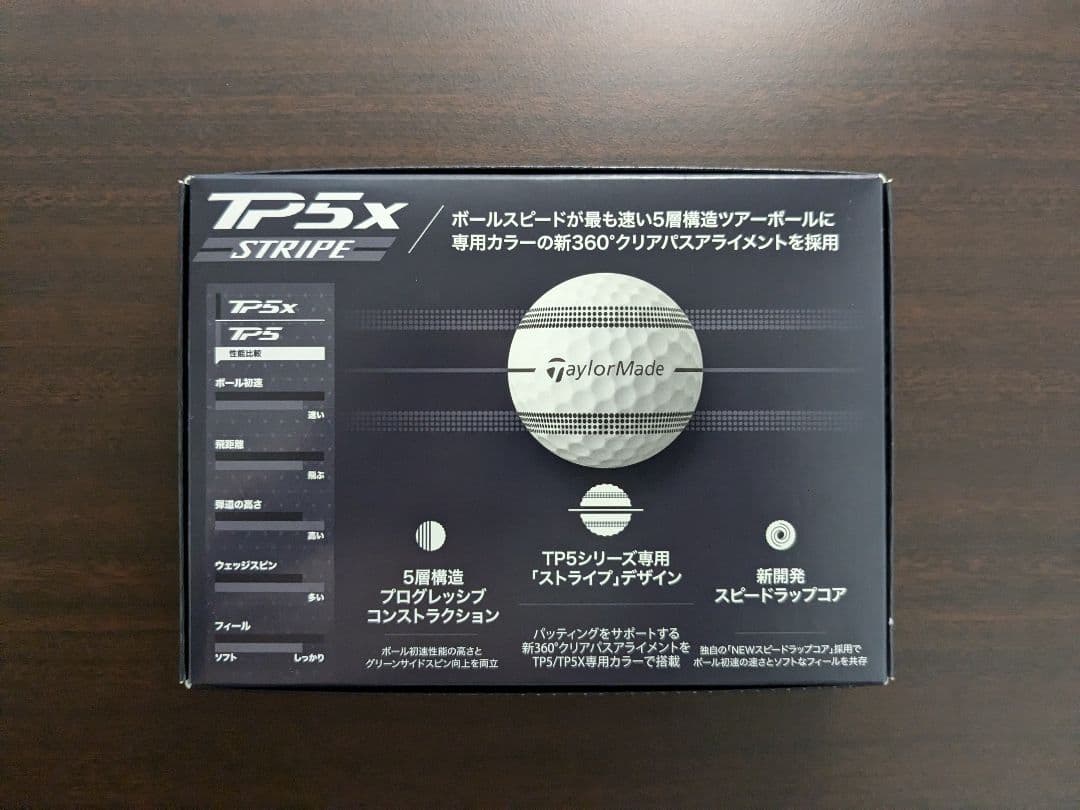 TP5x
STRIPE
ボールスピードが最も速い5層構造ツアーボールに
専用カラーの新360°クリアパスアライメントを採用
TP5x
TP5
性能比較
ボール初速
速い
飛距離
飛ぶ
弾道の高さ
高い
ウェッジスピン
多い
フィール
ソフト しっかり
TaylorMade
5層構造
プログレッシブ
コンストラクション
ボール初速性能の高さと
グリーンサイドスピン向上を両立
TP5シリーズ専用
「ストライプ」デザイン
パッティングをサポートする
新360°クリアパスアライメントを
TP5/TP5X専用カラーで搭載
新開発
スピードラップコア
独自の「NEWスピードラップコア」採用で
ボール初速の速さとソフトなフィールを共存